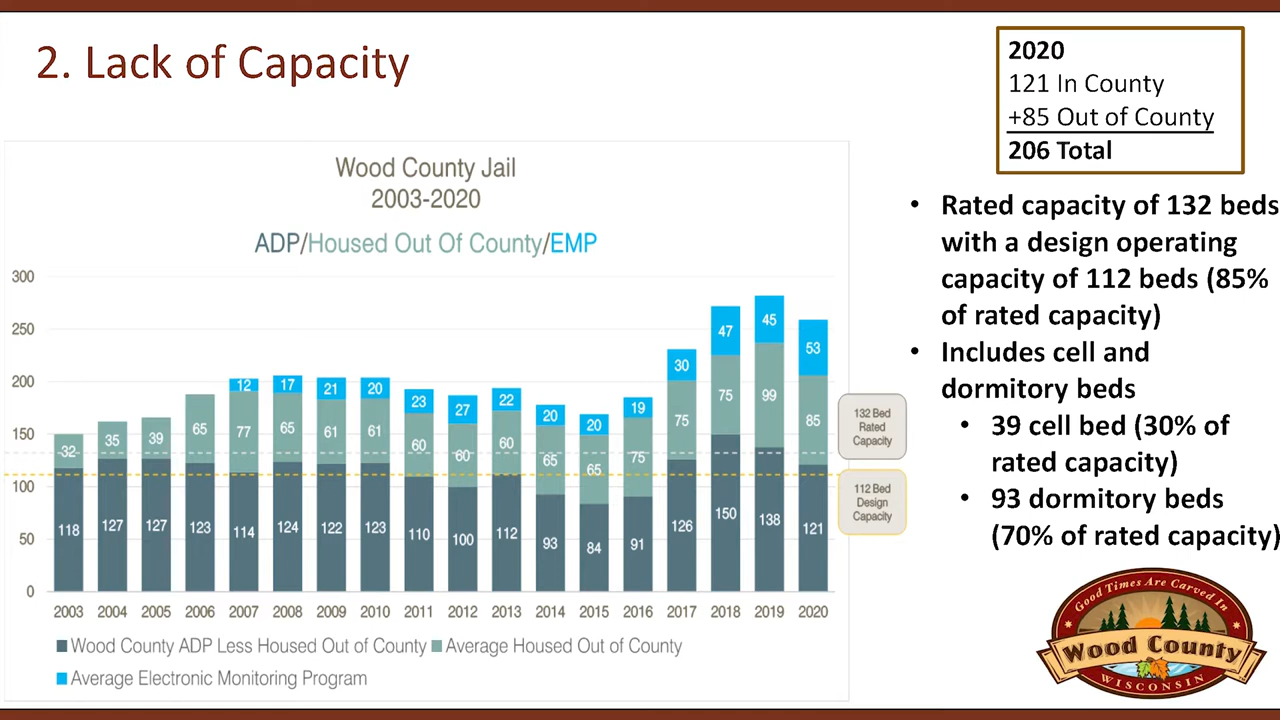 2. Lack of Capacity
2020
121 In County
+85 Out of County
206 Total
Wood County Jail
2003-2020
ADP/Housed Out Of County/EMP
300
250
200
150
100
50
0
12 17 21 20 23 27 22 20 20 19 30 47 45 53
32 35 39 65 77 65 61 61 60 60 60 65 65 75 75 75 99 85
118 127 127 123 114 124 122 123 110 100 112 93 84 91 126 150 138 121
2003 2004 2005 2006 2007 2008 2009 2010 2011 2012 2013 2014 2015 2016 2017 2018 2019 2020
132 Bed
Rated
Capacity
112 Bed
Design
Capacity
Wood County ADP Less Housed Out of County Average Housed Out of County
Average Electronic Monitoring Program
• Rated capacity of 132 beds
with a design operating
capacity of 112 beds (85%
of rated capacity)
• Includes cell and
dormitory beds
• 39 cell bed (30% of
rated capacity)
• 93 dormitory beds
(70% of rated capacity)
Good Times Are Carved In
Wood County
WISCONSIN